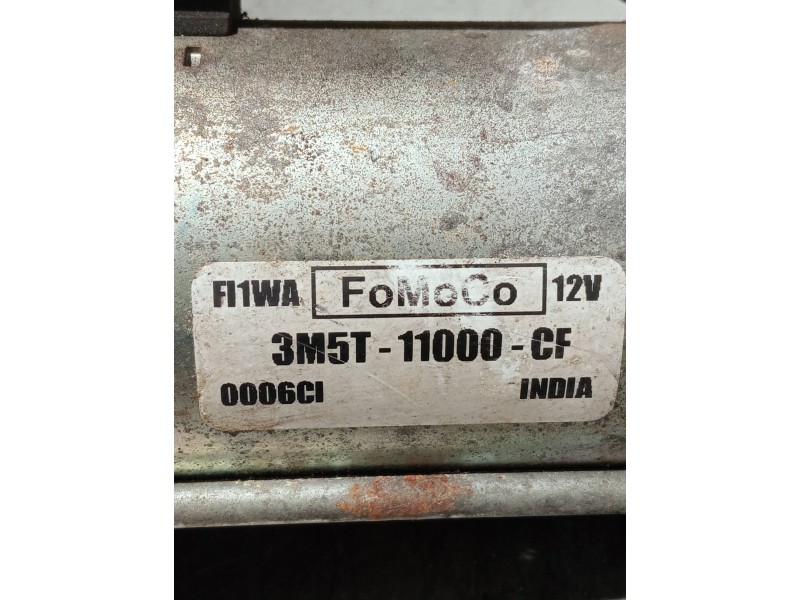 FI1WA FoMoCo 12V
3M5T - 11000 - CF
0006CI INDIA